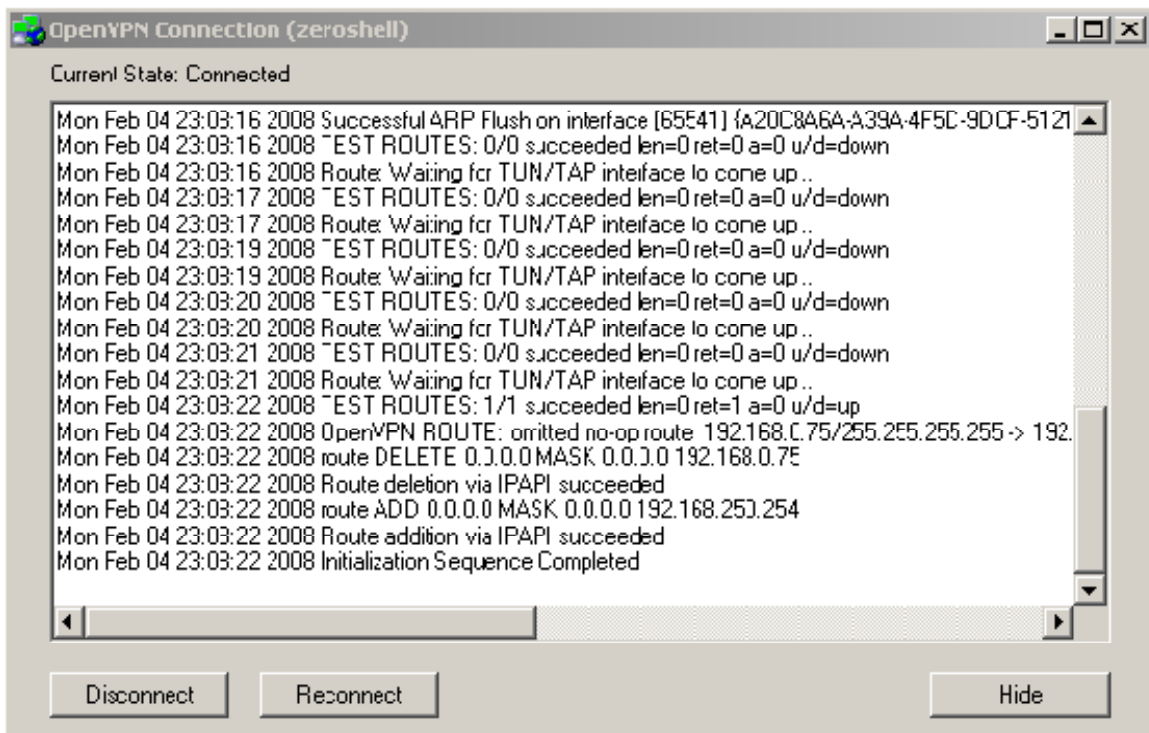 OpenVPN Connection (zeroshell)
Current State: Connected
Mon Feb 04 23:03:16 2008 Successful ARP Flush on interface [65541] {A20C8A6A-A39A-4F5C-9DCF-5121
Mon Feb 04 23:03:16 2008 TEST ROUTES: 0/0 succeeded len=0 ret=0 a=0 u/d=down
Mon Feb 04 23:03:16 2008 Route: Waiting for TUN/TAP interface to come up...
Mon Feb 04 23:03:17 2008 TEST ROUTES: 0/0 succeeded len=0 ret=0 a=0 u/d=down
Mon Feb 04 23:03:17 2008 Route: Waiting for TUN/TAP interface to come up...
Mon Feb 04 23:03:19 2008 TEST ROUTES: 0/0 succeeded len=0 ret=0 a=0 u/d=down
Mon Feb 04 23:03:19 2008 Route: Waiting for TUN/TAP interface to come up...
Mon Feb 04 23:03:20 2008 TEST ROUTES: 0/0 succeeded len=0 ret=0 a=0 u/d=down
Mon Feb 04 23:03:20 2008 Route: Waiting for TUN/TAP interface to come up...
Mon Feb 04 23:03:21 2008 TEST ROUTES: 0/0 succeeded len=0 ret=0 a=0 u/d=down
Mon Feb 04 23:03:21 2008 Route: Waiting for TUN/TAP interface to come up...
Mon Feb 04 23:03:22 2008 TEST ROUTES: 1/1 succeeded len=0 ret=1 a=0 u/d=up
Mon Feb 04 23:03:22 2008 OpenVPN ROUTE: omitted no-op route: 192.168.0.75/255.255.255.255 -> 192.
Mon Feb 04 23:03:22 2008 route DELETE 0.0.0.0 MASK 0.0.0.0 192.168.0.75
Mon Feb 04 23:03:22 2008 Route deletion via IPAPI succeeded
Mon Feb 04 23:03:22 2008 route ADD 0.0.0.0 MASK 0.0.0.0 192.168.250.254
Mon Feb 04 23:03:22 2008 Route addition via IPAPI succeeded
Mon Feb 04 23:03:22 2008 Initialization Sequence Completed
Disconnect
Reconnect
Hide